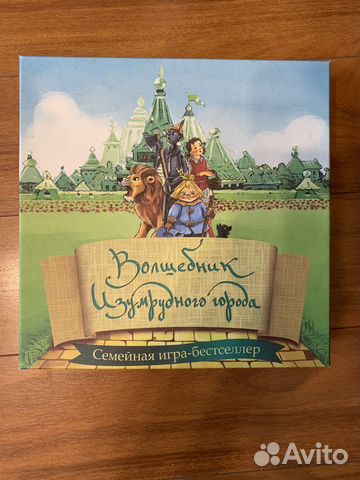 Волшебник
Изумрудного города
Семейная игра-бестселлер
Avito